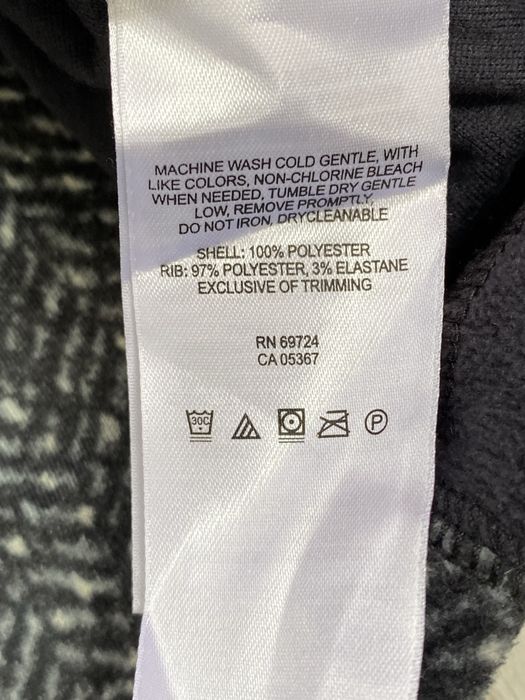 MACHINE WASH COLD GENTLE, WITH
LIKE COLORS, NON-CHLORINE BLEACH
WHEN NEEDED, TUMBLE DRY GENTLE
LOW, REMOVE PROMPTLY,
DO NOT IRON, DRYCLEANABLE
SHELL: 100% POLYESTER
RIB: 97% POLYESTER, 3% ELASTANE
EXCLUSIVE OF TRIMMING
RN 69724
CA 05367
30C P